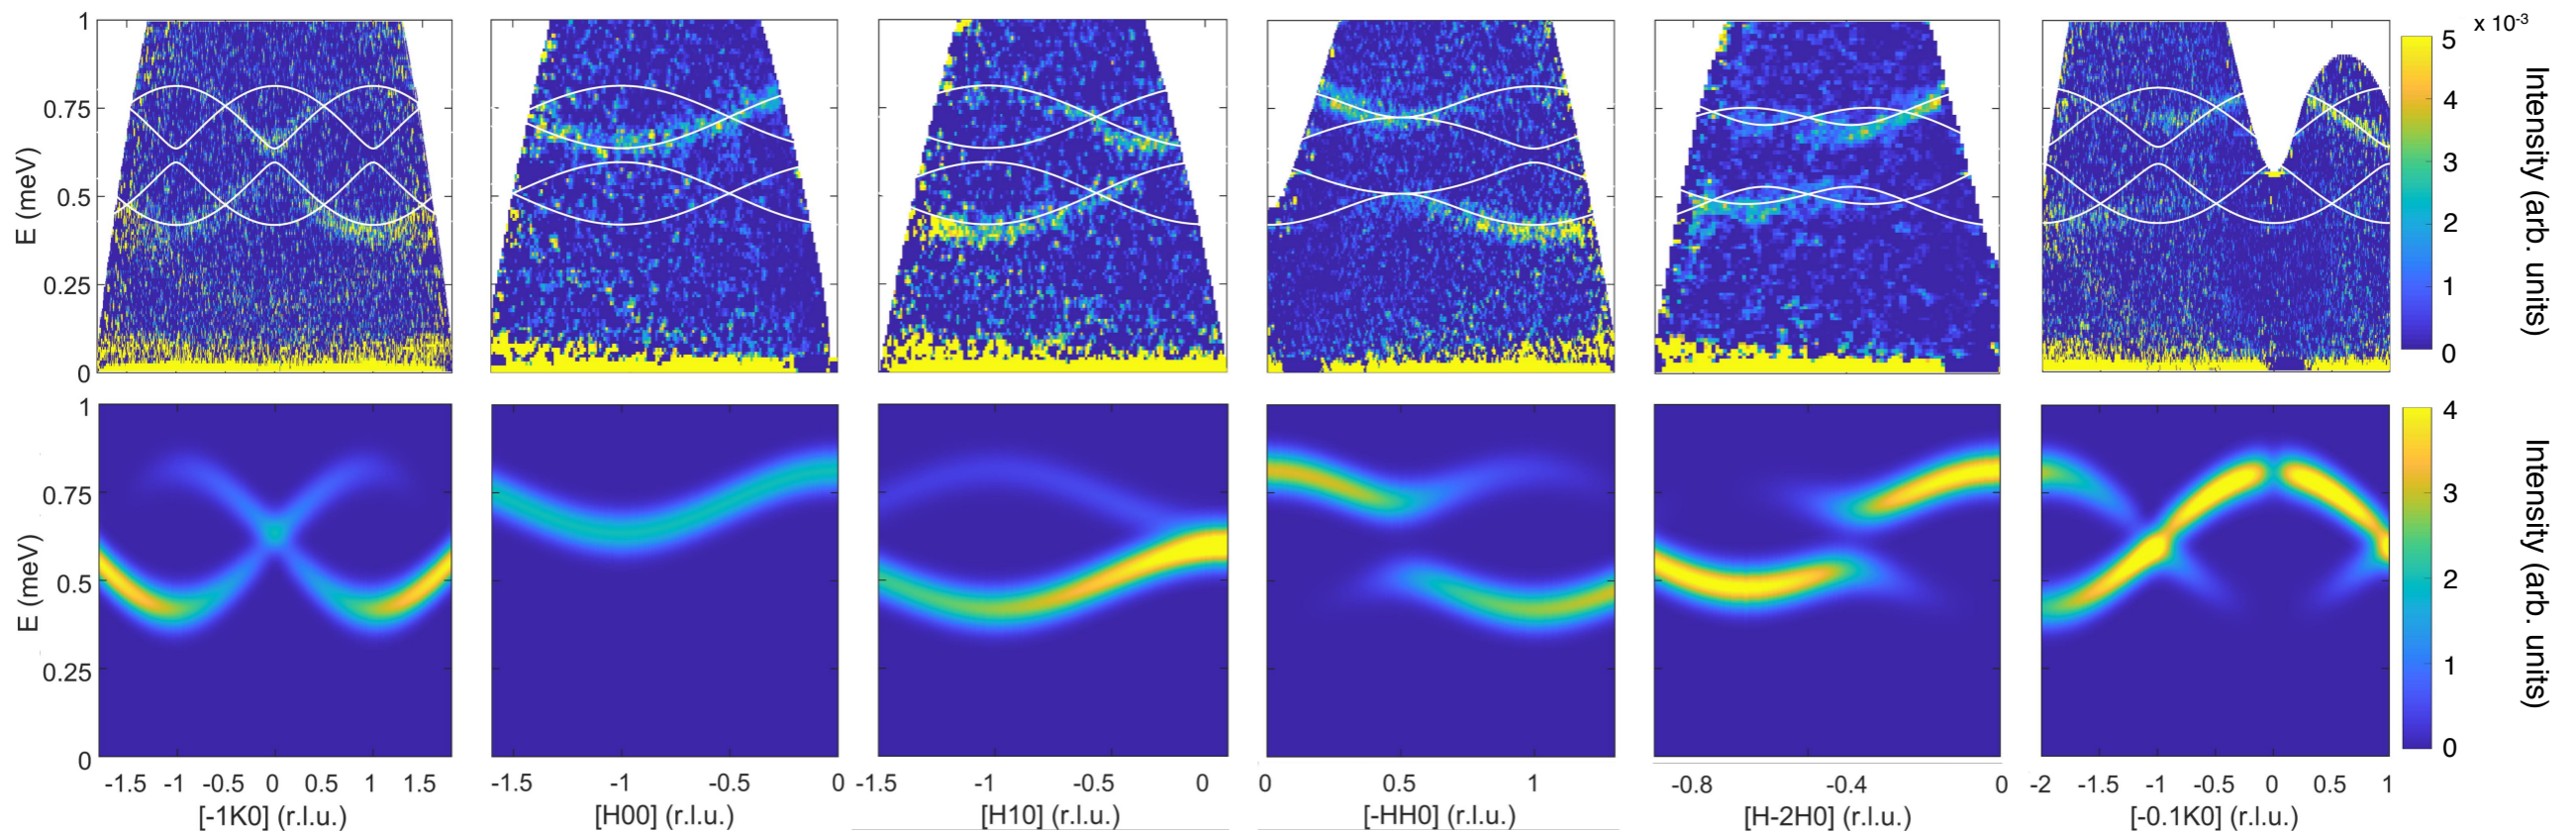 1
0.75
0.5
0.25
0
E (meV)
x 10-3
5
4
3
2
1
0
Intensity (arb. units)
1
0.75
0.5
0.25
0
E (meV)
4
3
2
1
0
Intensity (arb. units)
-1.5 -1 -0.5 0 0.5 1 1.5
[-1K0] (r.l.u.)
-1.5 -1 -0.5 0
[H00] (r.l.u.)
-1.5 -1 -0.5 0
[H10] (r.l.u.)
0 0.5 1
[-HH0] (r.l.u.)
-0.8 -0.4 0
[H-2H0] (r.l.u.)
-2 -1.5 -1 -0.5 0 0.5 1
[-0.1K0] (r.l.u.)